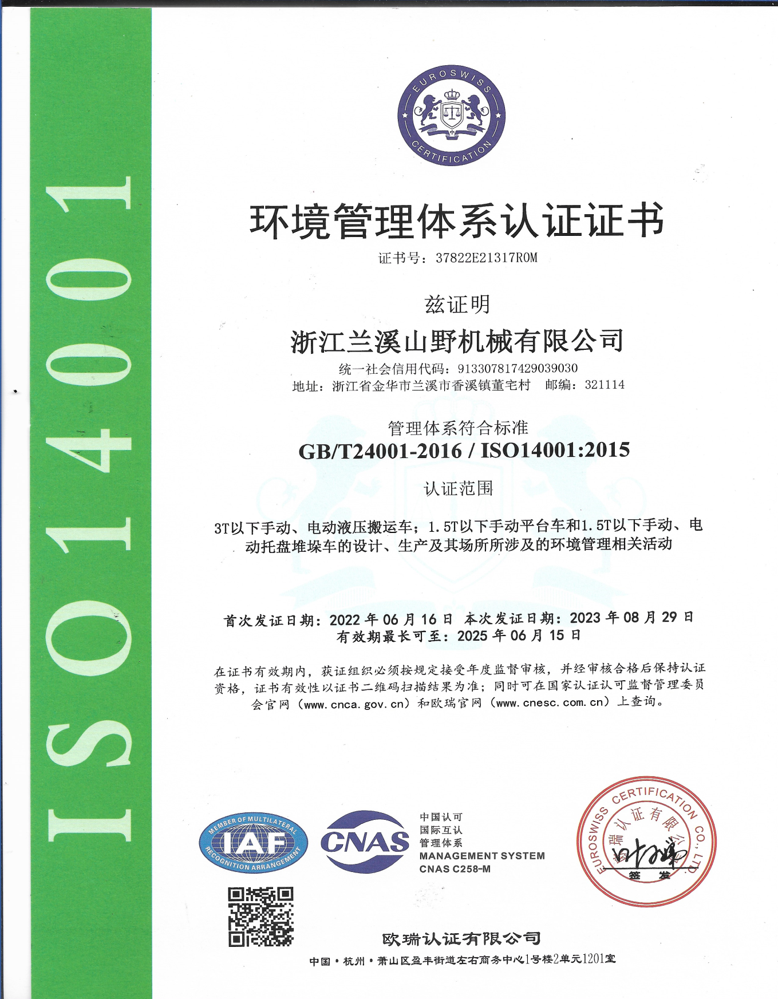 ISO14001
EUROSWISS
CERTIFICATION
环境管理体系认证证书
证书号：37822E21317R0M
兹证明
浙江兰溪山野机械有限公司
统一社会信用代码：913307817429039030
地址：浙江省金华市兰溪市香溪镇董宅村 邮编：321114
管理体系符合标准
GB/T24001-2016 / ISO14001:2015
认证范围
3T以下手动、电动液压搬运车；1.5T以下手动平台车和1.5T以下手动、电
动托盘堆垛车的设计、生产及其场所所涉及的环境管理相关活动
首次发证日期：2022 年 06 月 16 日 本次发证日期：2023 年 08 月 29 日
有效期最长可至：2025 年 06 月 15 日
在证书有效期内，获证组织必须按规定接受年度监督审核，并经审核合格后保持认证
资格，证书有效性以证书二维码扫描结果为准；同时可在国家认证认可监督管理委员
会官网（www.cnca.gov.cn）和欧瑞官网（www.cnesc.com.cn）上查询。
MEMBER OF MULTILATERAL
IAF
RECOGNITION ARRANGEMENT
CNAS
中国认可
国际互认
管理体系
MANAGEMENT SYSTEM
CNAS C258-M
EUROSWISS CERTIFICATION CO., LTD.
瑞认证有限公
签 发
欧瑞认证有限公司
中国·杭州·萧山区盈丰街道左右商务中心1号楼2单元1201室